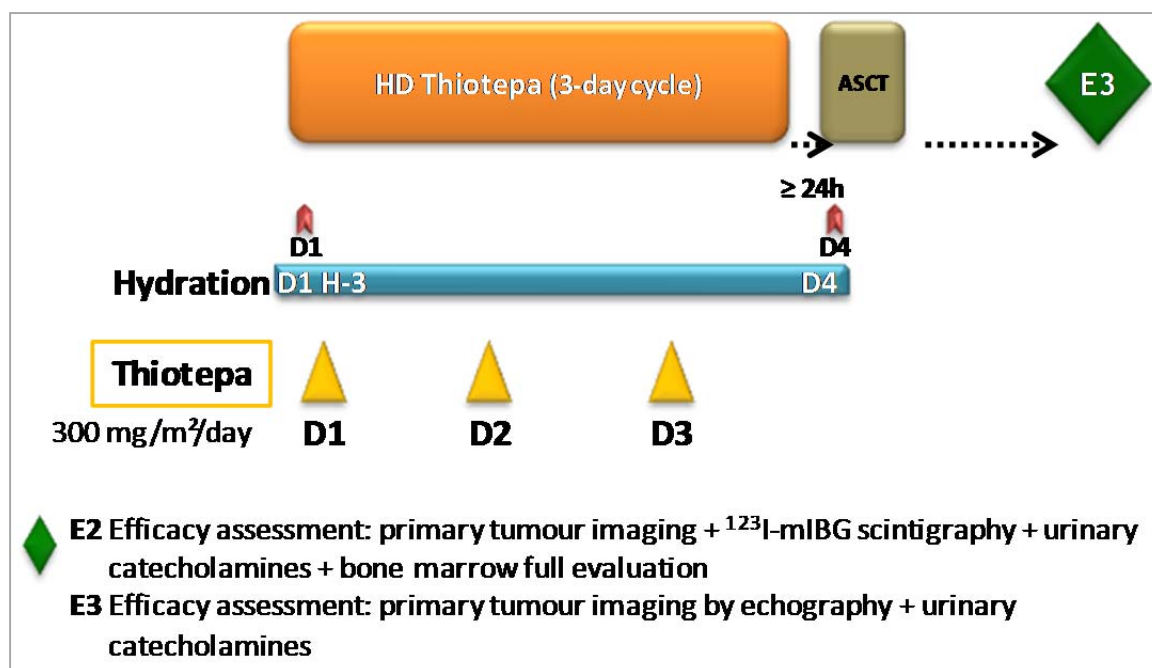 HD Thiotepa (3-day cycle)
ASCT
E3
≥ 24h
D1
D4
Hydration
D1 H-3
D4
Thiotepa
300 mg/m²/day
D1
D2
D3
E2 Efficacy assessment: primary tumour imaging + ¹²³I-mIBG scintigraphy + urinary
catecholamines + bone marrow full evaluation
E3 Efficacy assessment: primary tumour imaging by echography + urinary
catecholamines